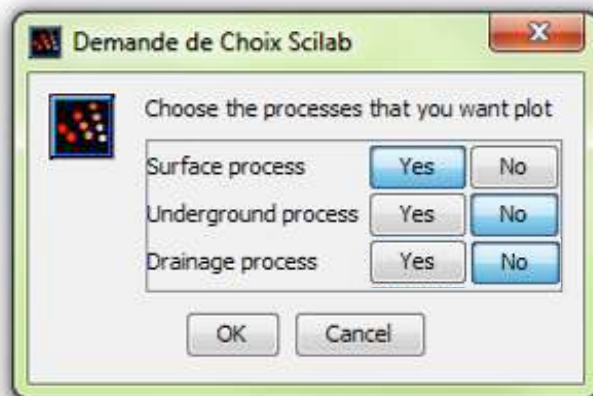 Demande de Choix Scilab
Choose the processes that you want plot
Surface process Yes No
Underground process Yes No
Drainage process Yes No
OK Cancel